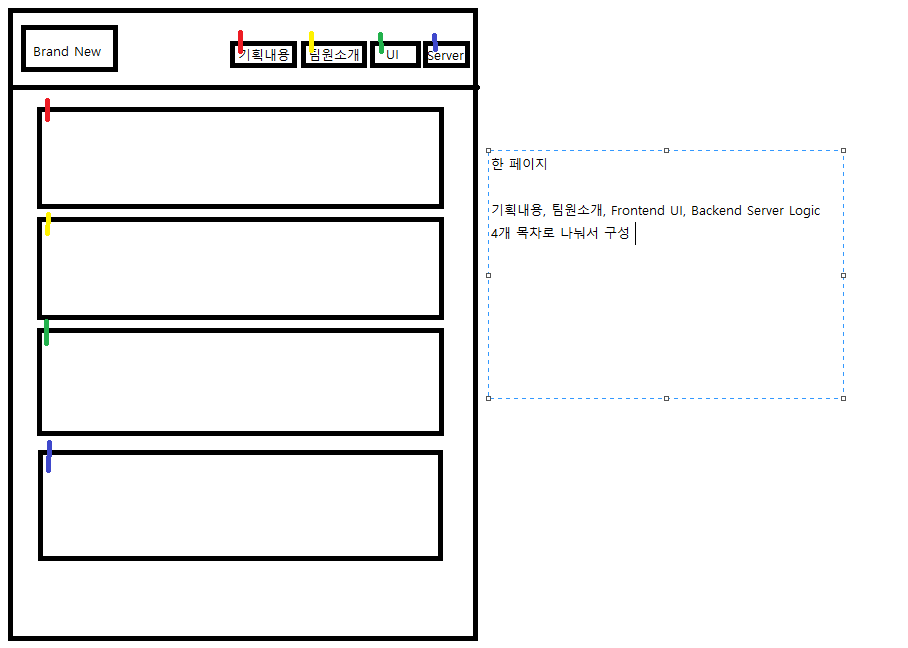 Brand New
기획내용
팀원소개
UI
Server
한 페이지
기획내용, 팀원소개, Frontend UI, Backend Server Logic
4개 목차로 나눠서 구성